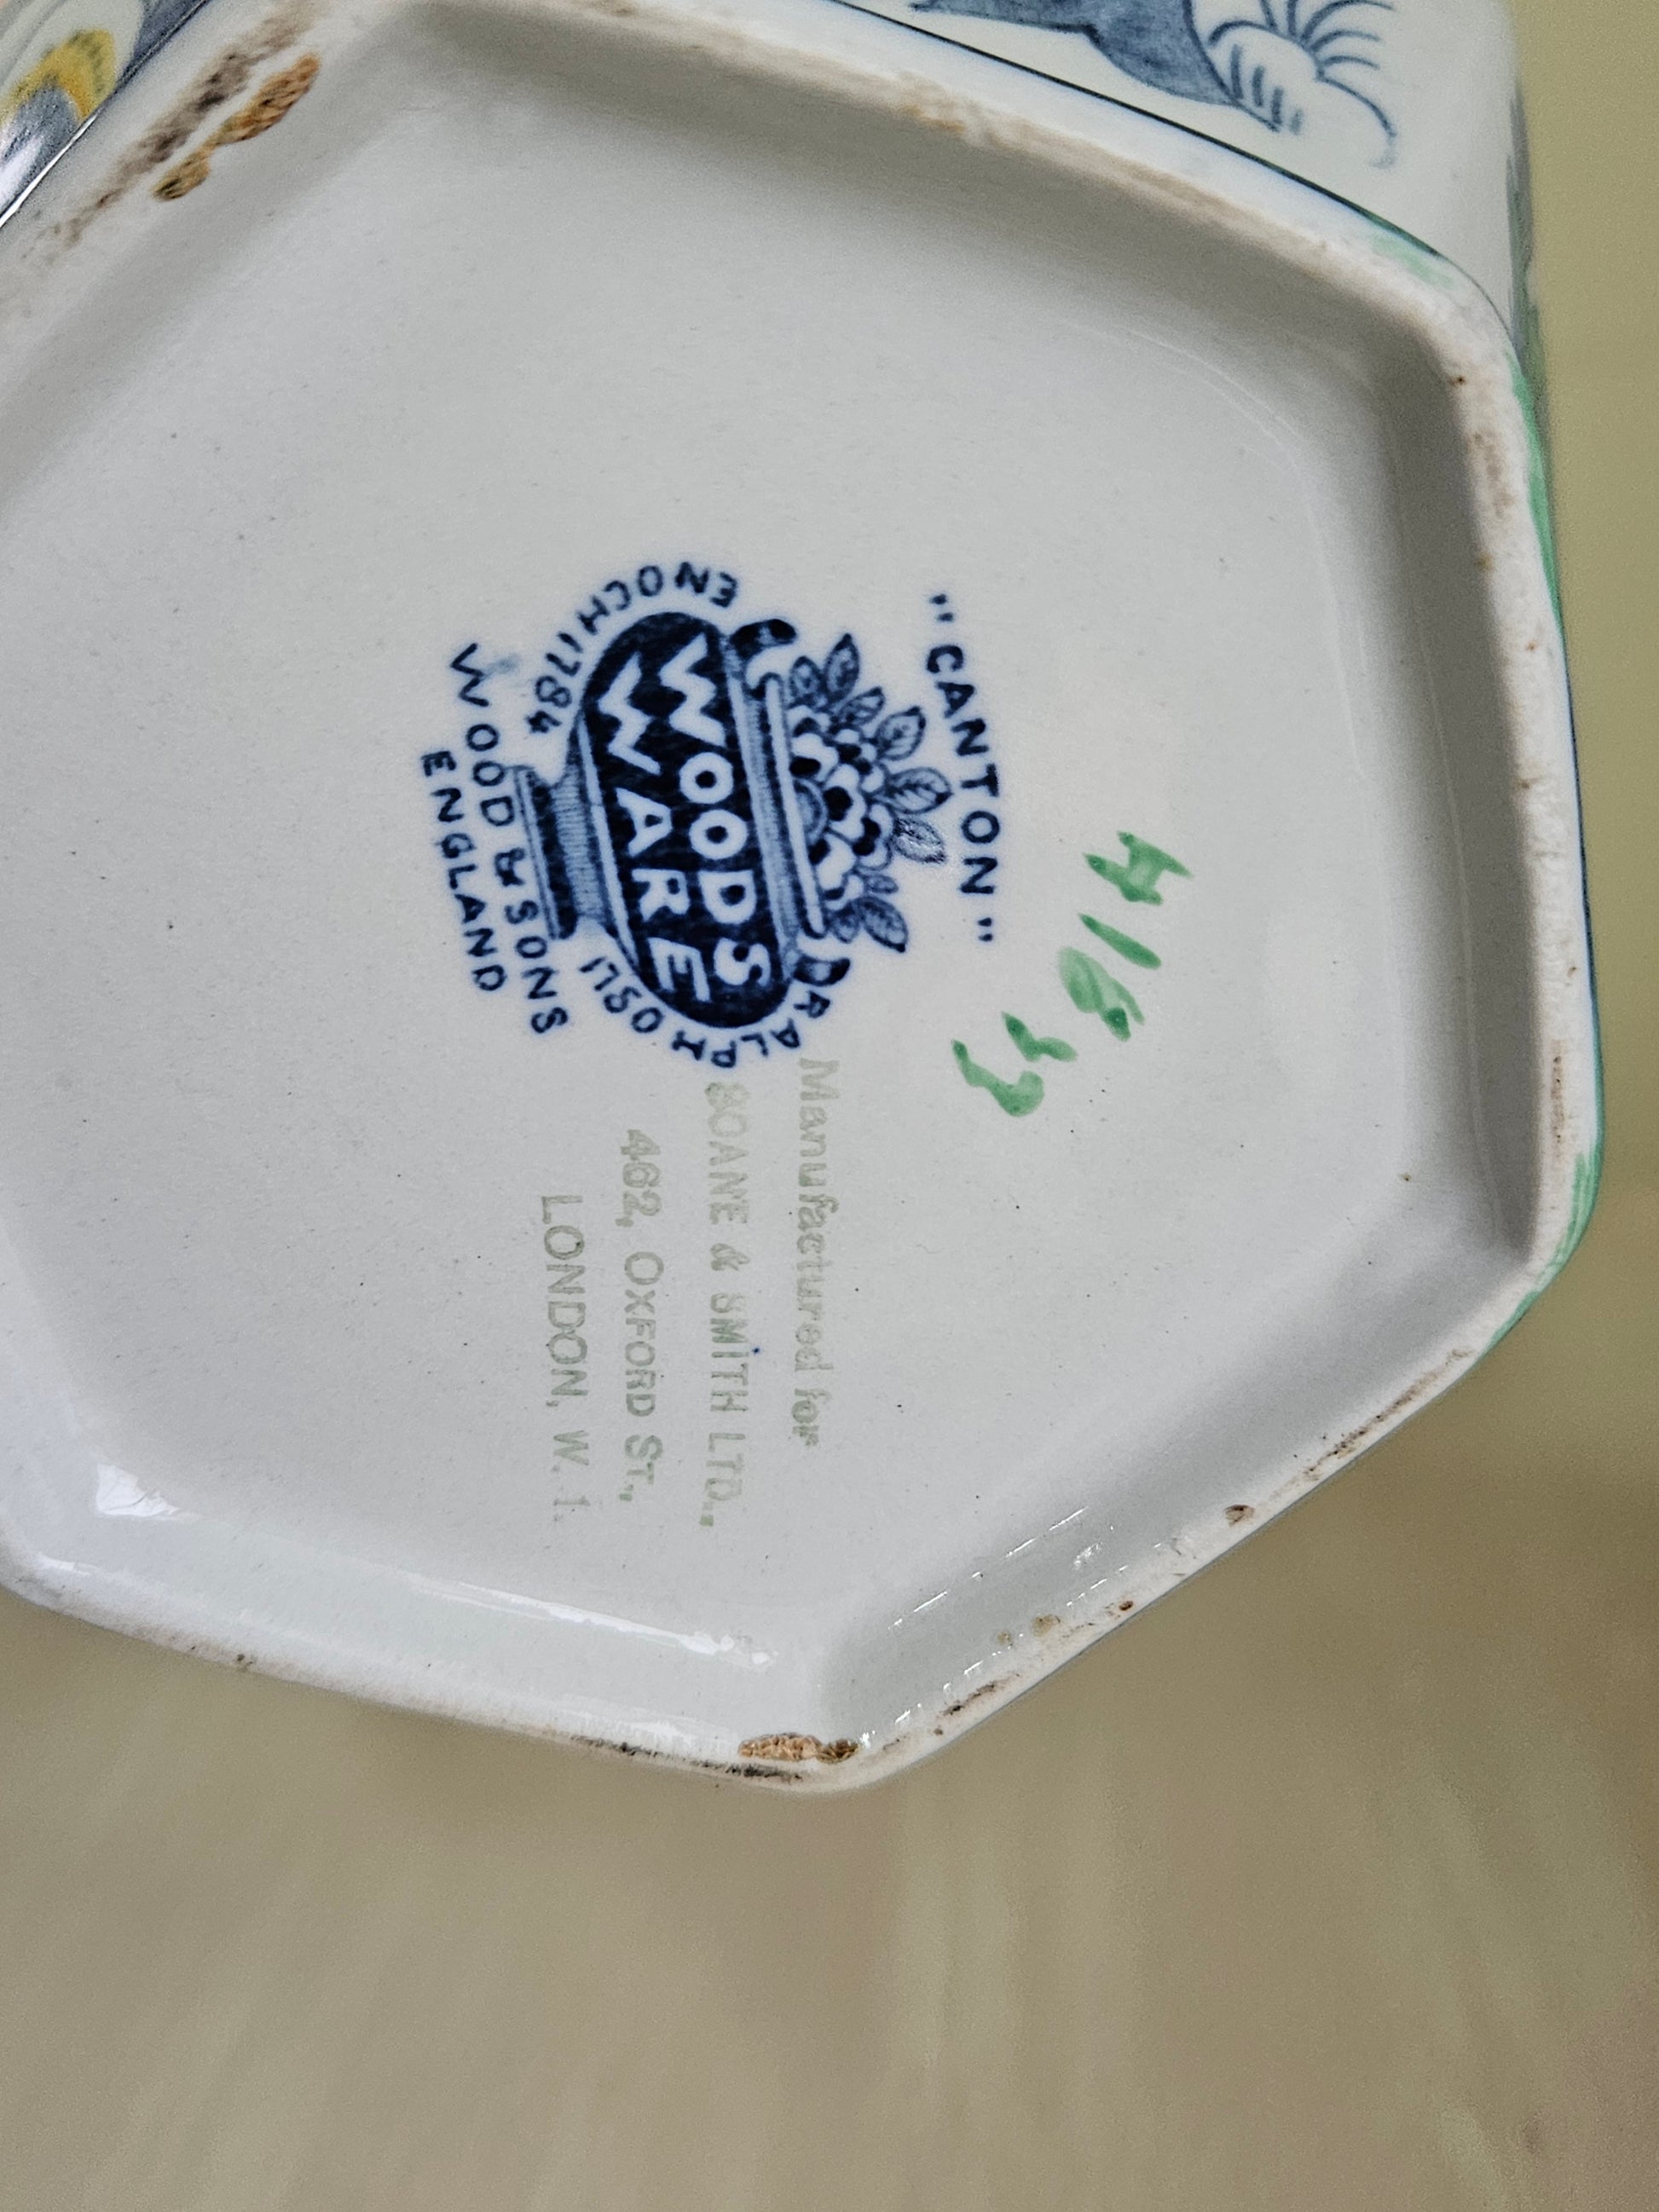 "CANTON"
ENOCH 1784
RALPH 1750
WOODS
WARE
WOOD & SONS
ENGLAND
Manufactured for
SOANE & SMITH LTD.,
462, OXFORD ST.,
LONDON, W. 1.